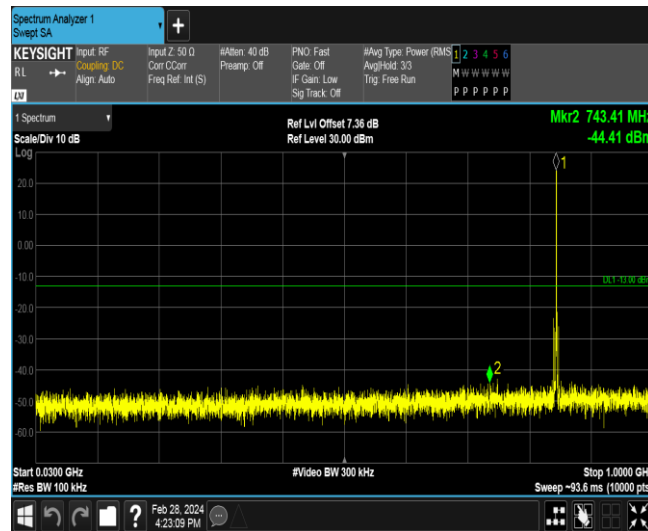 Spectrum Analyzer 1
Swept SA
+
KEYSIGHT
RL
LXI
Input: RF
Coupling: DC
Align: Auto
Input Z: 50 Ω
Corr CCorr
Freq Ref: Int (S)
#Atten: 40 dB
Preamp: Off
PNO: Fast
Gate: Off
IF Gain: Low
Sig Track: Off
#Avg Type: Power (RMS
Avg|Hold: 3/3
Trig: Free Run
1 2 3 4 5 6
M W W W W W
P P P P P P
1 Spectrum
Scale/Div 10 dB
Log
Ref Lvl Offset 7.36 dB
Ref Level 30.00 dBm
Mkr2 743.41 MHz
-44.41 dBm
1
20.0
10.0
0.00
-10.0
DL1 -13.00 dBm
-20.0
-30.0
-40.0
2
-50.0
-60.0
Start 0.0300 GHz
#Res BW 100 kHz
#Video BW 300 kHz
Stop 1.0000 GH
Sweep ~93.6 ms (10000 pts
?
Feb 28, 2024
4:23:09 PM